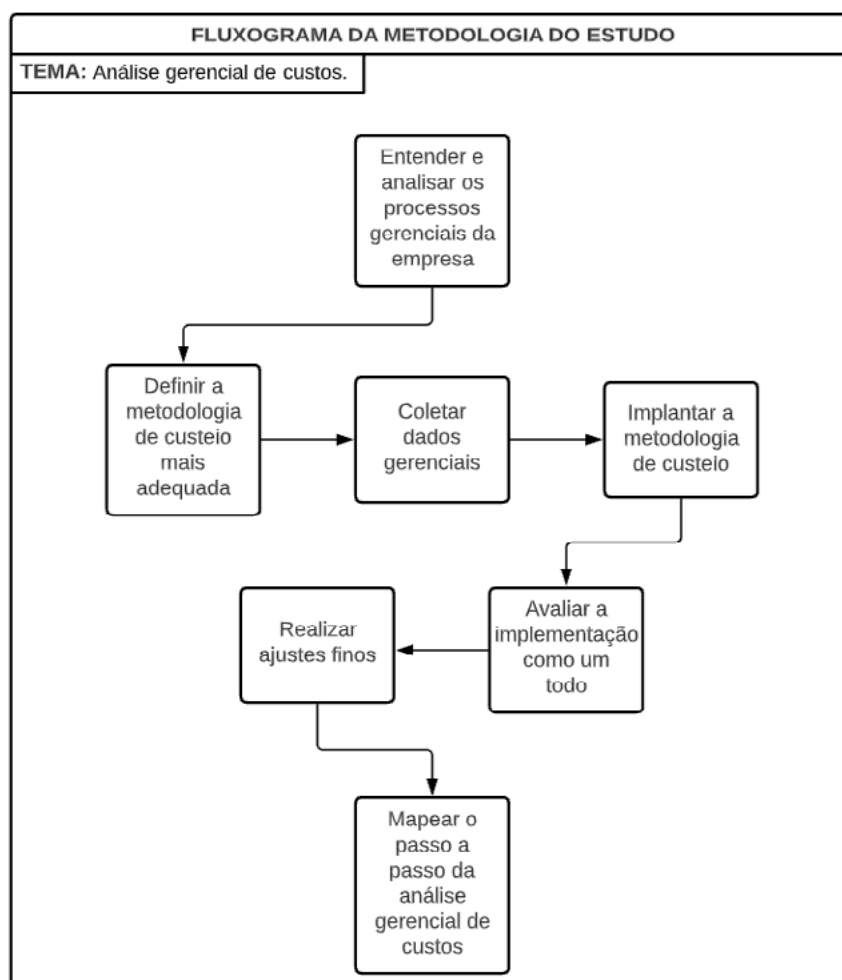 FLUXOGRAMA DA METODOLOGIA DO ESTUDO
TEMA: Análise gerencial de custos.
Entender e
analisar os
processos
gerenciais da
empresa
Definir a
metodologia
de custeio
mais
adequada
Coletar
dados
gerenciais
Implantar a
metodologia
de custeio
Avaliar a
implementação
como um
todo
Realizar
ajustes finos
Mapear o
passo a
passo da
análise
gerencial de
custos